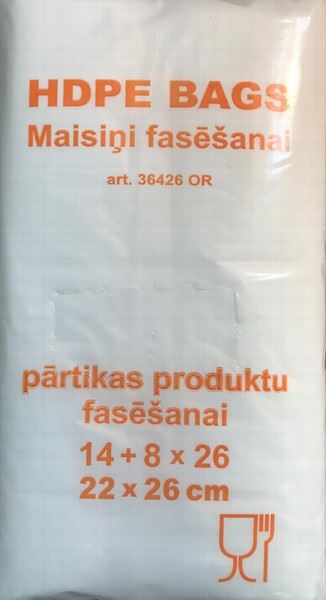 HDPE BAGS
Maisiņi fasēšanai
art. 36426 OR
pārtikas produktu
fasēšanai
14 + 8 x 26
22 x 26 cm